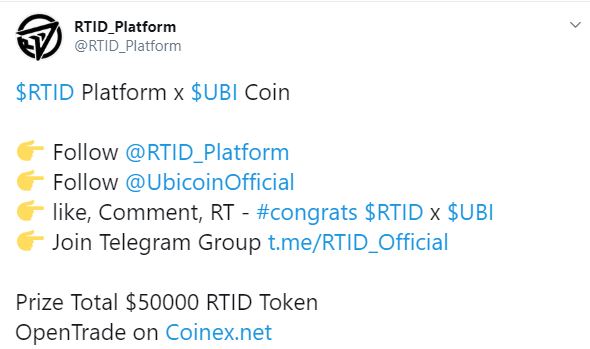 RTID_Platform
@RTID_Platform
$RTID Platform x $UBI Coin
👉 Follow @RTID_Platform
👉 Follow @UbicoinOfficial
👉 like, Comment, RT - #congrats $RTID x $UBI
👉 Join Telegram Group t.me/RTID_Official
Prize Total $50000 RTID Token
OpenTrade on Coinex.net